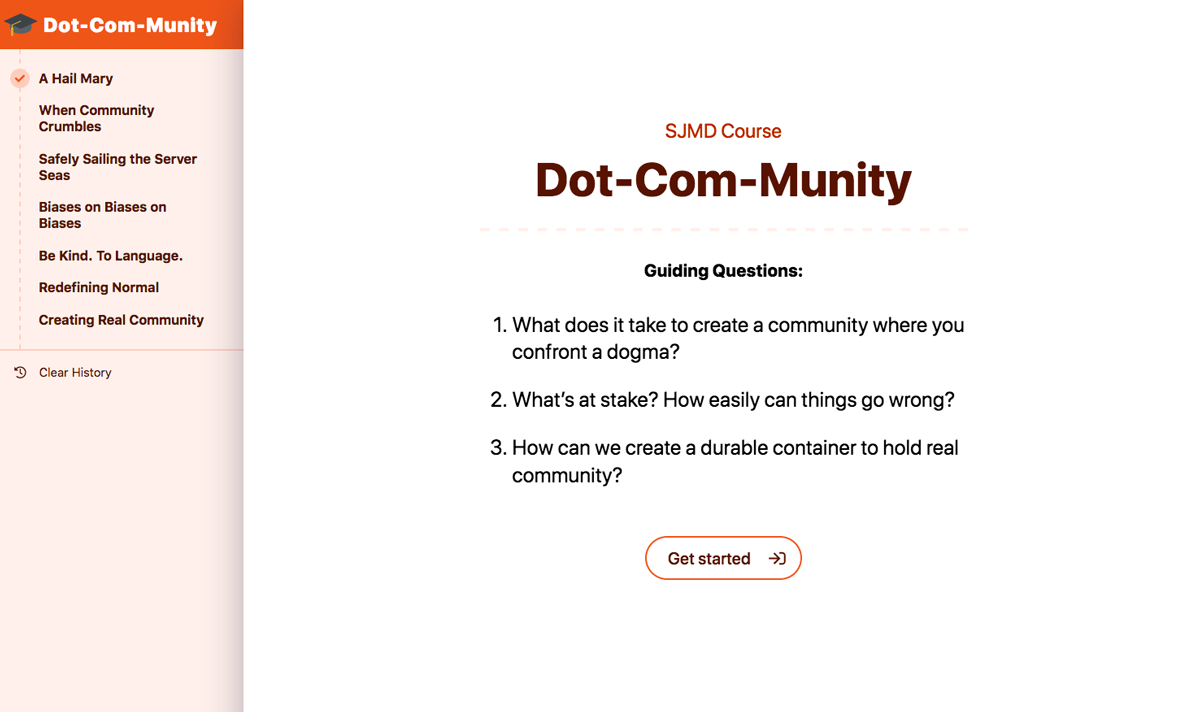 Dot-Com-Munity
A Hail Mary
When Community
Crumbles
Safely Sailing the Server
Seas
Biases on Biases on
Biases
Be Kind. To Language.
Redefining Normal
Creating Real Community
Clear History
SJMD Course
Dot-Com-Munity
Guiding Questions:
1. What does it take to create a community where you
confront a dogma?
2. What’s at stake? How easily can things go wrong?
3. How can we create a durable container to hold real
community?
Get started